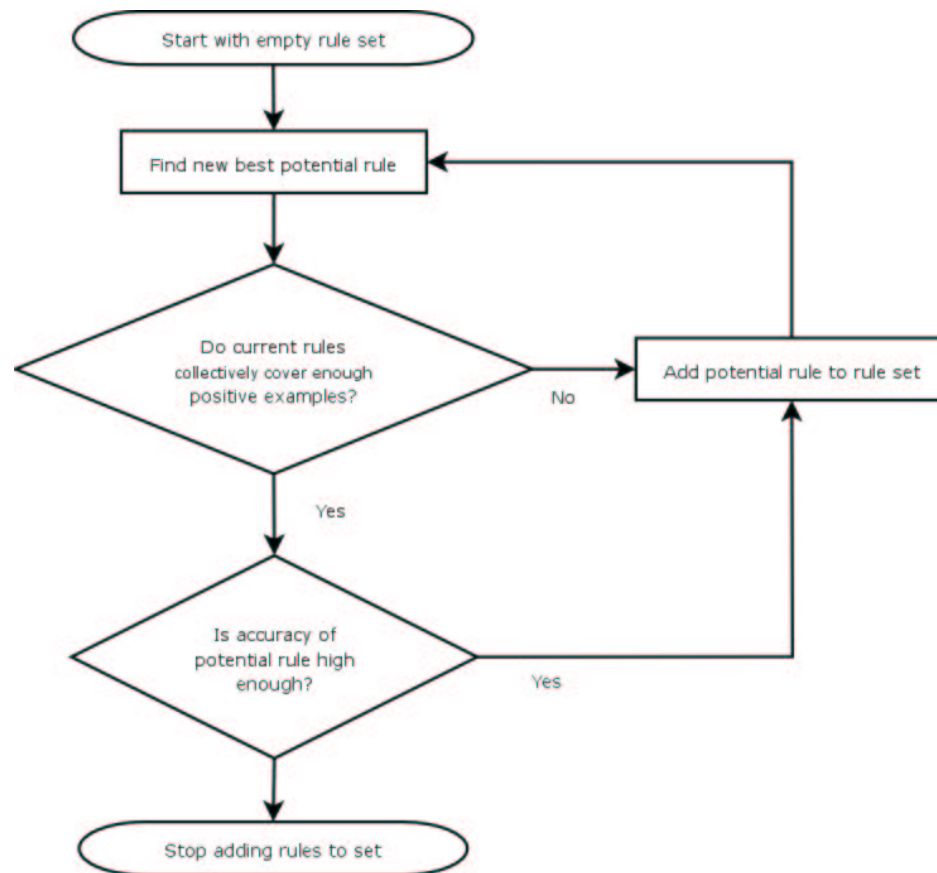 Start with empty rule set
Find new best potential rule
Do current rules
collectively cover enough
positive examples?
No
Add potential rule to rule set
Yes
Is accuracy of
potential rule high
enough?
Yes
Stop adding rules to set